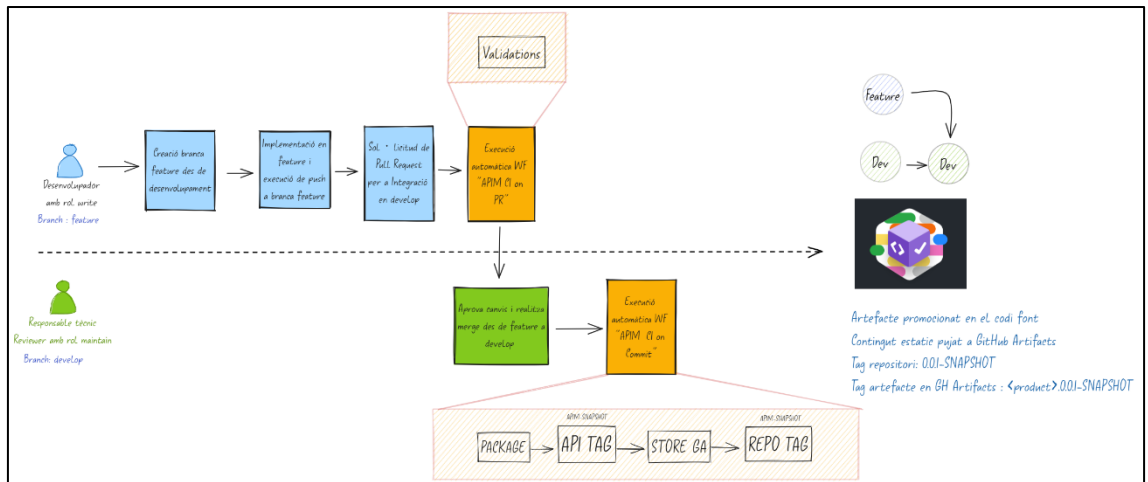 Validations
Feature
Dev
Dev
Creació branca
feature des de
desenvolupament
Implementació en
feature i
execució de push
a branca feature
Sol·licitud de
Pull Request
per a Integració
en develop
Execució
automàtica WF
"APIM CI on
PR"
Desenvolupador
amb rol write
Branch : feature
Responsable tècnic
Reviewer amb rol maintain
Branch: develop
Aprova canvis i realitza
merge des de feature a
develop
Execució
automàtica WF
"APIM CI on
Commit"
Artefacte promocionat en el codi font
Contingut estatic pujat a GitHub Artifacts
Tag repositori: 0.0.1-SNAPSHOT
Tag artefacte en GH Artifacts : <product>.0.0.1-SNAPSHOT
APIM-SNAPSHOT
APIM-SNAPSHOT
PACKAGE
API TAG
STORE GA
REPO TAG